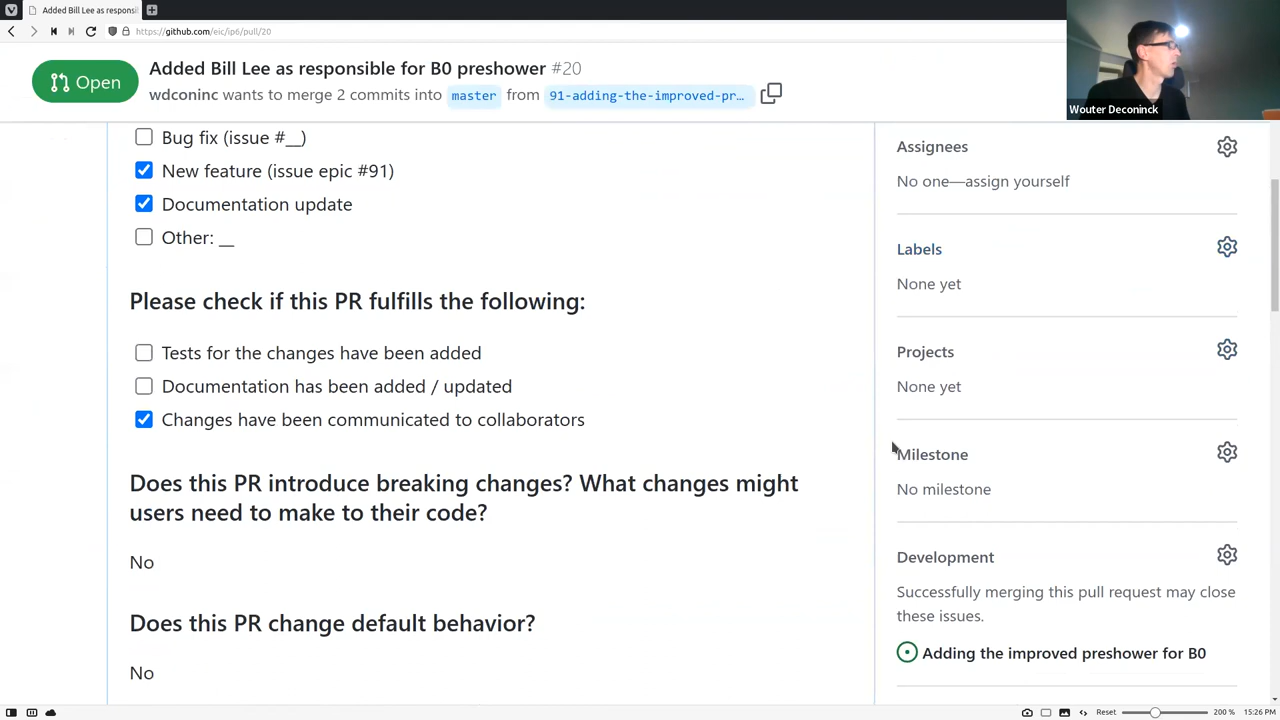 Added Bill Lee as responsi
https://github.com/eic/ip6/pull/20
Open
Added Bill Lee as responsible for B0 preshower #20
wdconinc wants to merge 2 commits into master from 91-adding-the-improved-pr...
Wouter Deconinck
Bug fix (issue #__)
New feature (issue epic #91)
Documentation update
Other: __
Please check if this PR fulfills the following:
Tests for the changes have been added
Documentation has been added / updated
Changes have been communicated to collaborators
Does this PR introduce breaking changes? What changes might
users need to make to their code?
No
Does this PR change default behavior?
No
Assignees
No one—assign yourself
Labels
None yet
Projects
None yet
Milestone
No milestone
Development
Successfully merging this pull request may close
these issues.
Adding the improved preshower for B0
Reset
200 %
15:26 PM